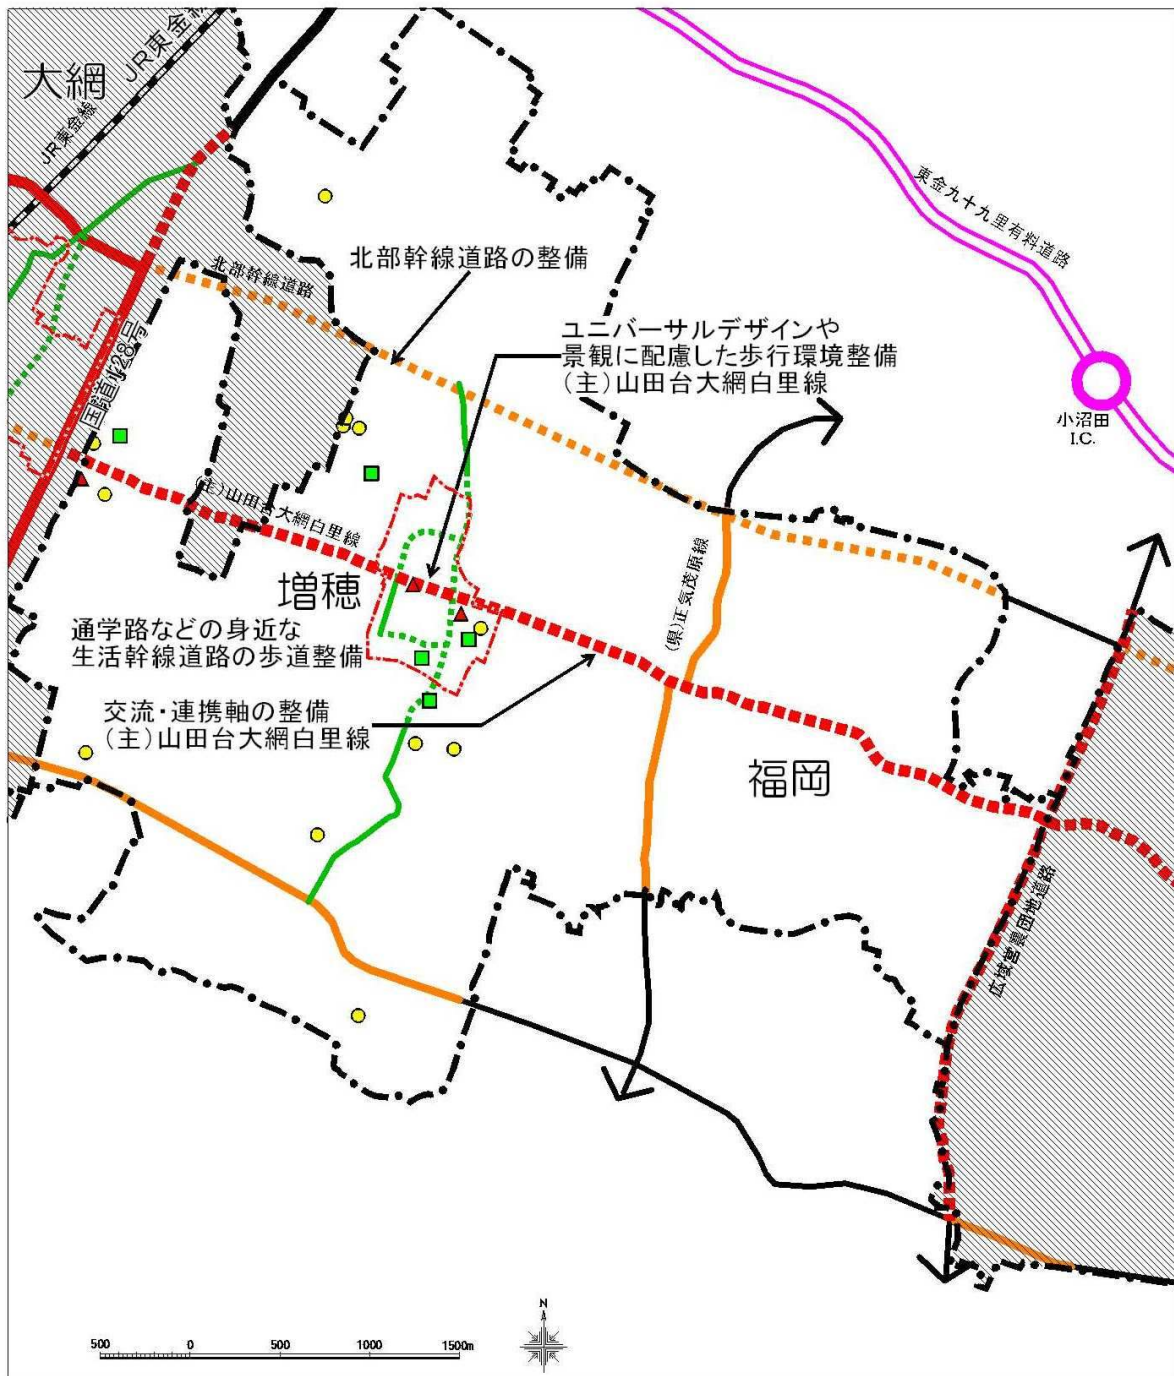 JR東金線
大網
JR東金線
東金九十九里有料道路
北部幹線道路の整備
北部幹線道路
ユニバーサルデザインや
景観に配慮した歩行環境整備
(主)山田台大網白里線
国道128号
小沼田
I.C.
(主)山田台大網白里線
(県)正気茂原線
増穂
通学路などの身近な
生活幹線道路の歩道整備
交流・連携軸の整備
(主)山田台大網白里線
福岡
広域営農団地道路
N
500 0 500 1000 1500m